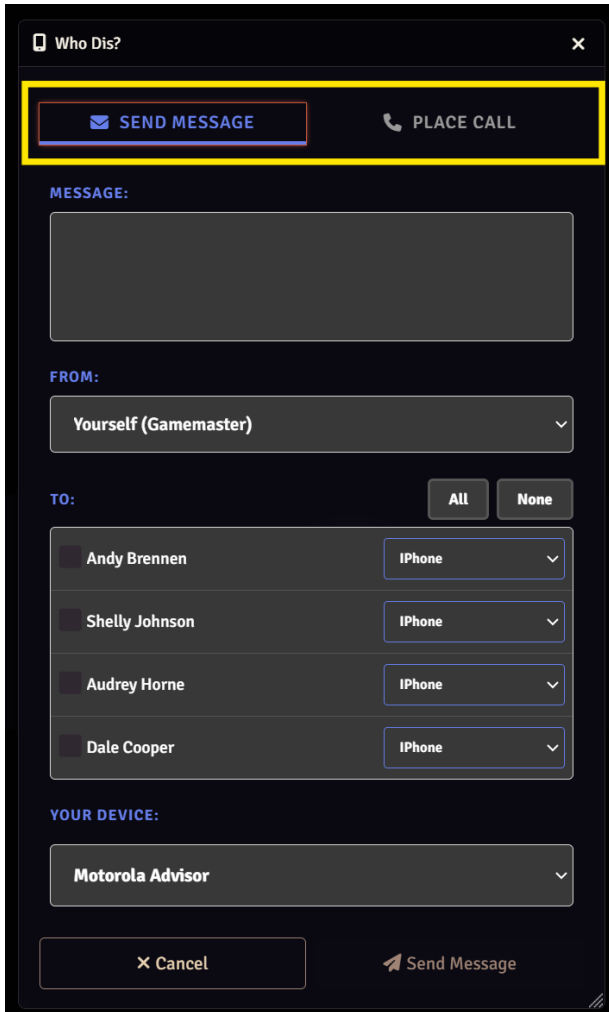 Who Dis?
SEND MESSAGE PLACE CALL
MESSAGE:
FROM:
Yourself (Gamemaster)
TO: All None
Andy Brennen IPhone
Shelly Johnson IPhone
Audrey Horne IPhone
Dale Cooper IPhone
YOUR DEVICE:
Motorola Advisor
Cancel Send Message